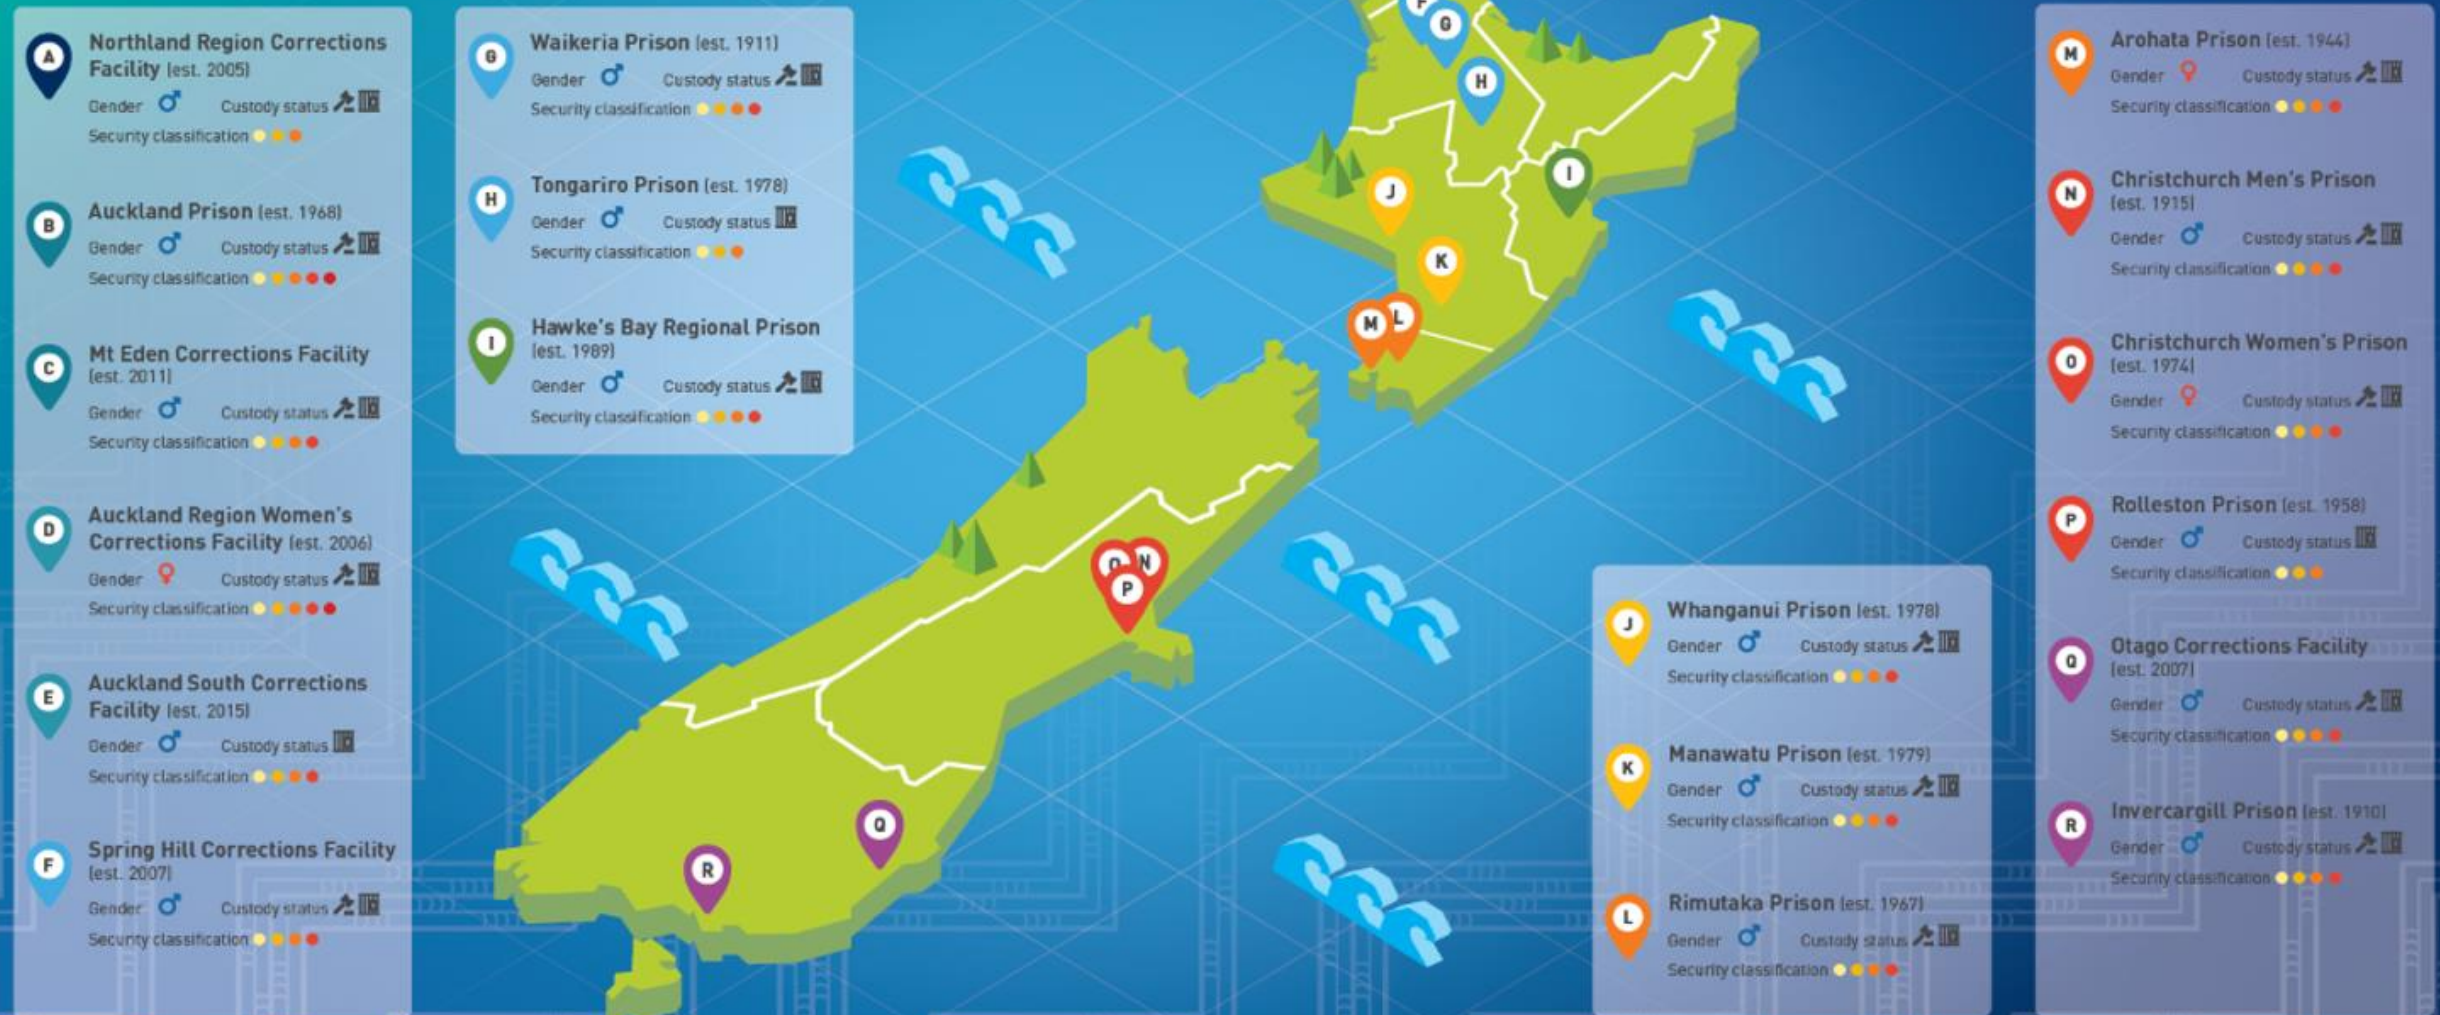 A
Northland Region Corrections
Facility (est. 2005)
Gender Custody status
Security classification
B
Auckland Prison (est. 1968)
Gender Custody status
Security classification
C
Mt Eden Corrections Facility
(est. 2011)
Gender Custody status
Security classification
D
Auckland Region Women's
Corrections Facility (est. 2006)
Gender Custody status
Security classification
E
Auckland South Corrections
Facility (est. 2015)
Gender Custody status
Security classification
F
Spring Hill Corrections Facility
(est. 2007)
Gender Custody status
Security classification
G
Waikeria Prison (est. 1911)
Gender Custody status
Security classification
H
Tongariro Prison (est. 1978)
Gender Custody status
Security classification
I
Hawke's Bay Regional Prison
(est. 1989)
Gender Custody status
Security classification
F
G
H
I
J
K
M L
O N
P
Q
R
J
Whanganui Prison (est. 1978)
Gender Custody status
Security classification
K
Manawatu Prison (est. 1979)
Gender Custody status
Security classification
L
Rimutaka Prison (est. 1967)
Gender Custody status
Security classification
M
Arohata Prison (est. 1944)
Gender Custody status
Security classification
N
Christchurch Men's Prison
(est. 1915)
Gender Custody status
Security classification
O
Christchurch Women's Prison
(est. 1974)
Gender Custody status
Security classification
P
Rolleston Prison (est. 1958)
Gender Custody status
Security classification
Q
Otago Corrections Facility
(est. 2007)
Gender Custody status
Security classification
R
Invercargill Prison (est. 1910)
Gender Custody status
Security classification